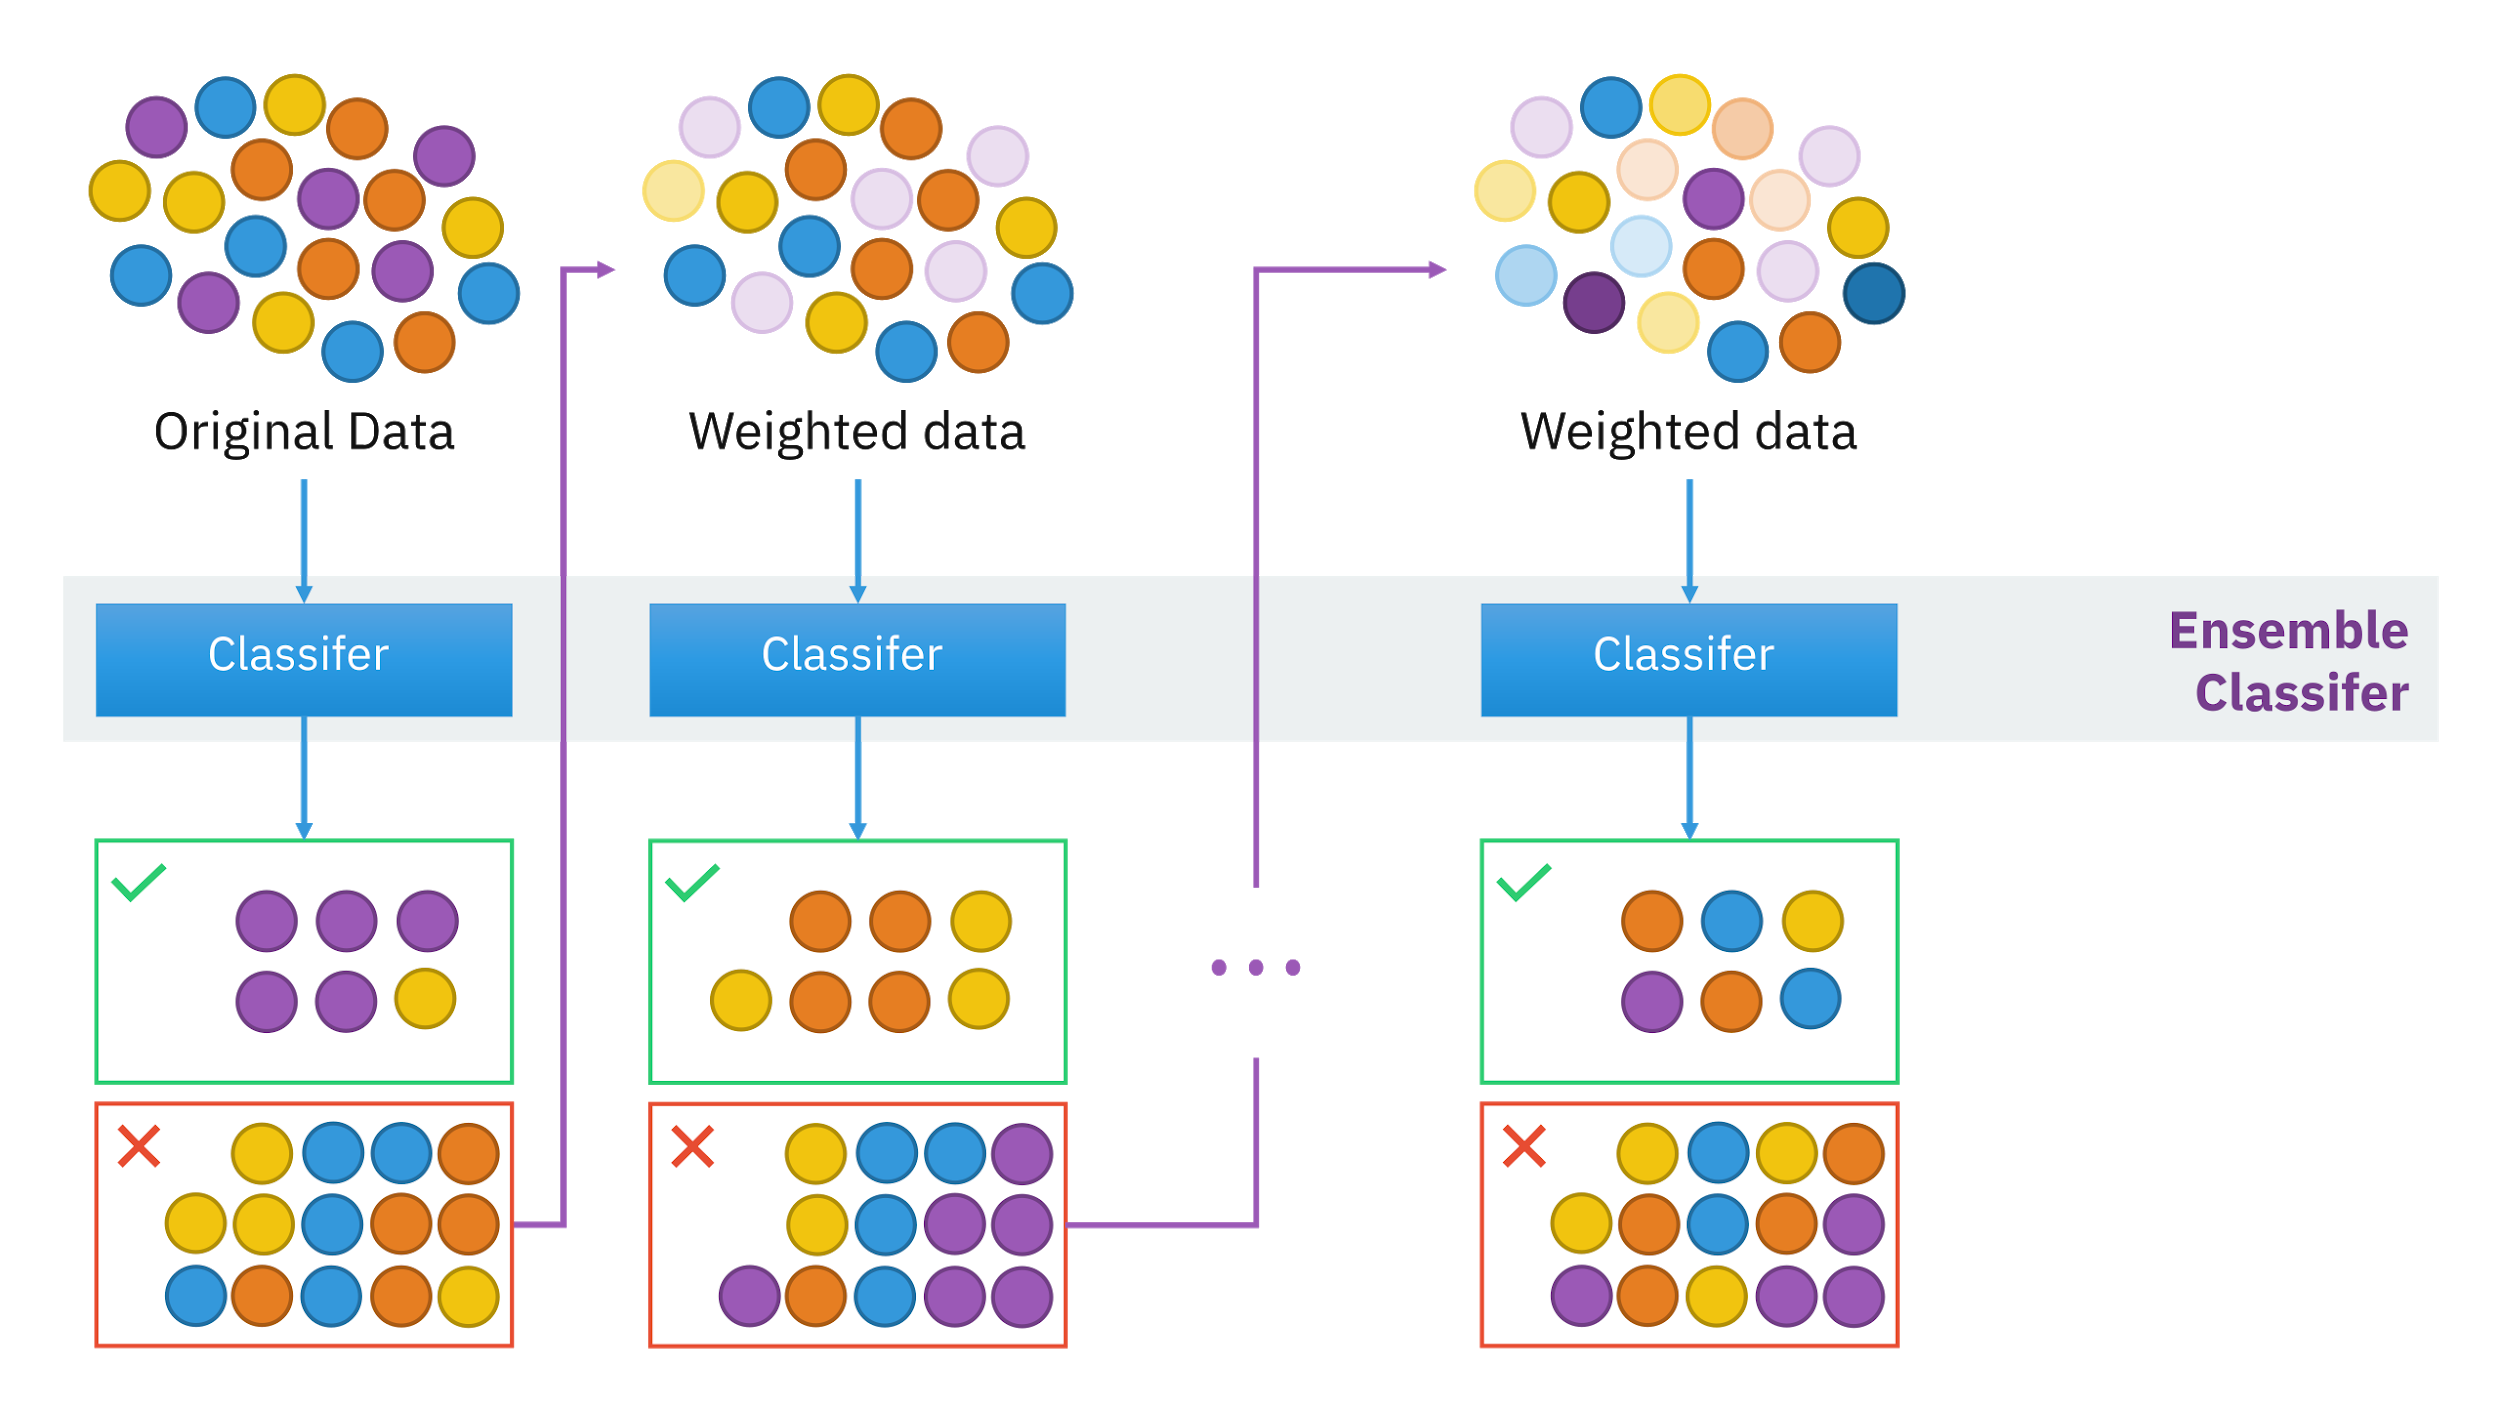 Original Data
Weighted data
Weighted data
Classifer
Classifer
Classifer
Ensemble
Classifer